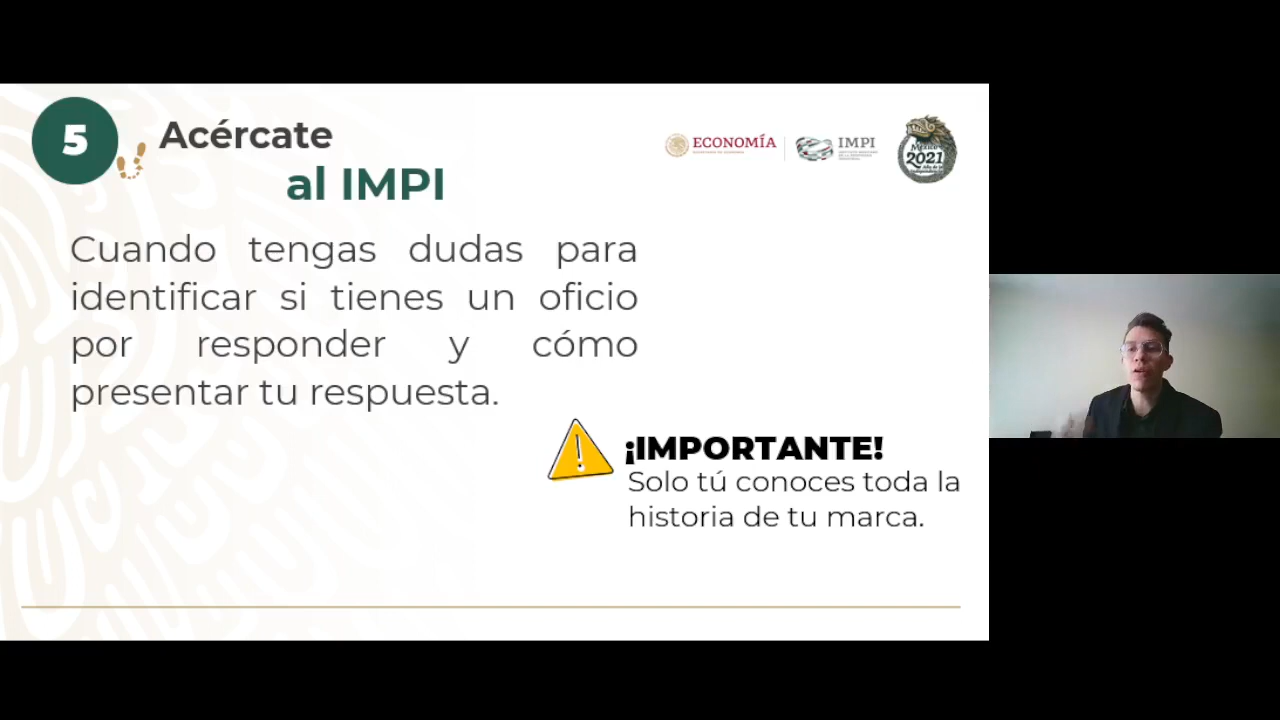 5
Acércate
al IMPI
ECONOMÍA
IMPI
México
2021
Cuando tengas dudas para
identificar si tienes un oficio
por responder y cómo
presentar tu respuesta.
¡IMPORTANTE!
Solo tú conoces toda la
historia de tu marca.